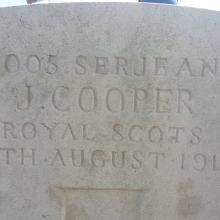 005 SERJEAN
J. COOPER
ROYAL SCOTS
TH AUGUST 191